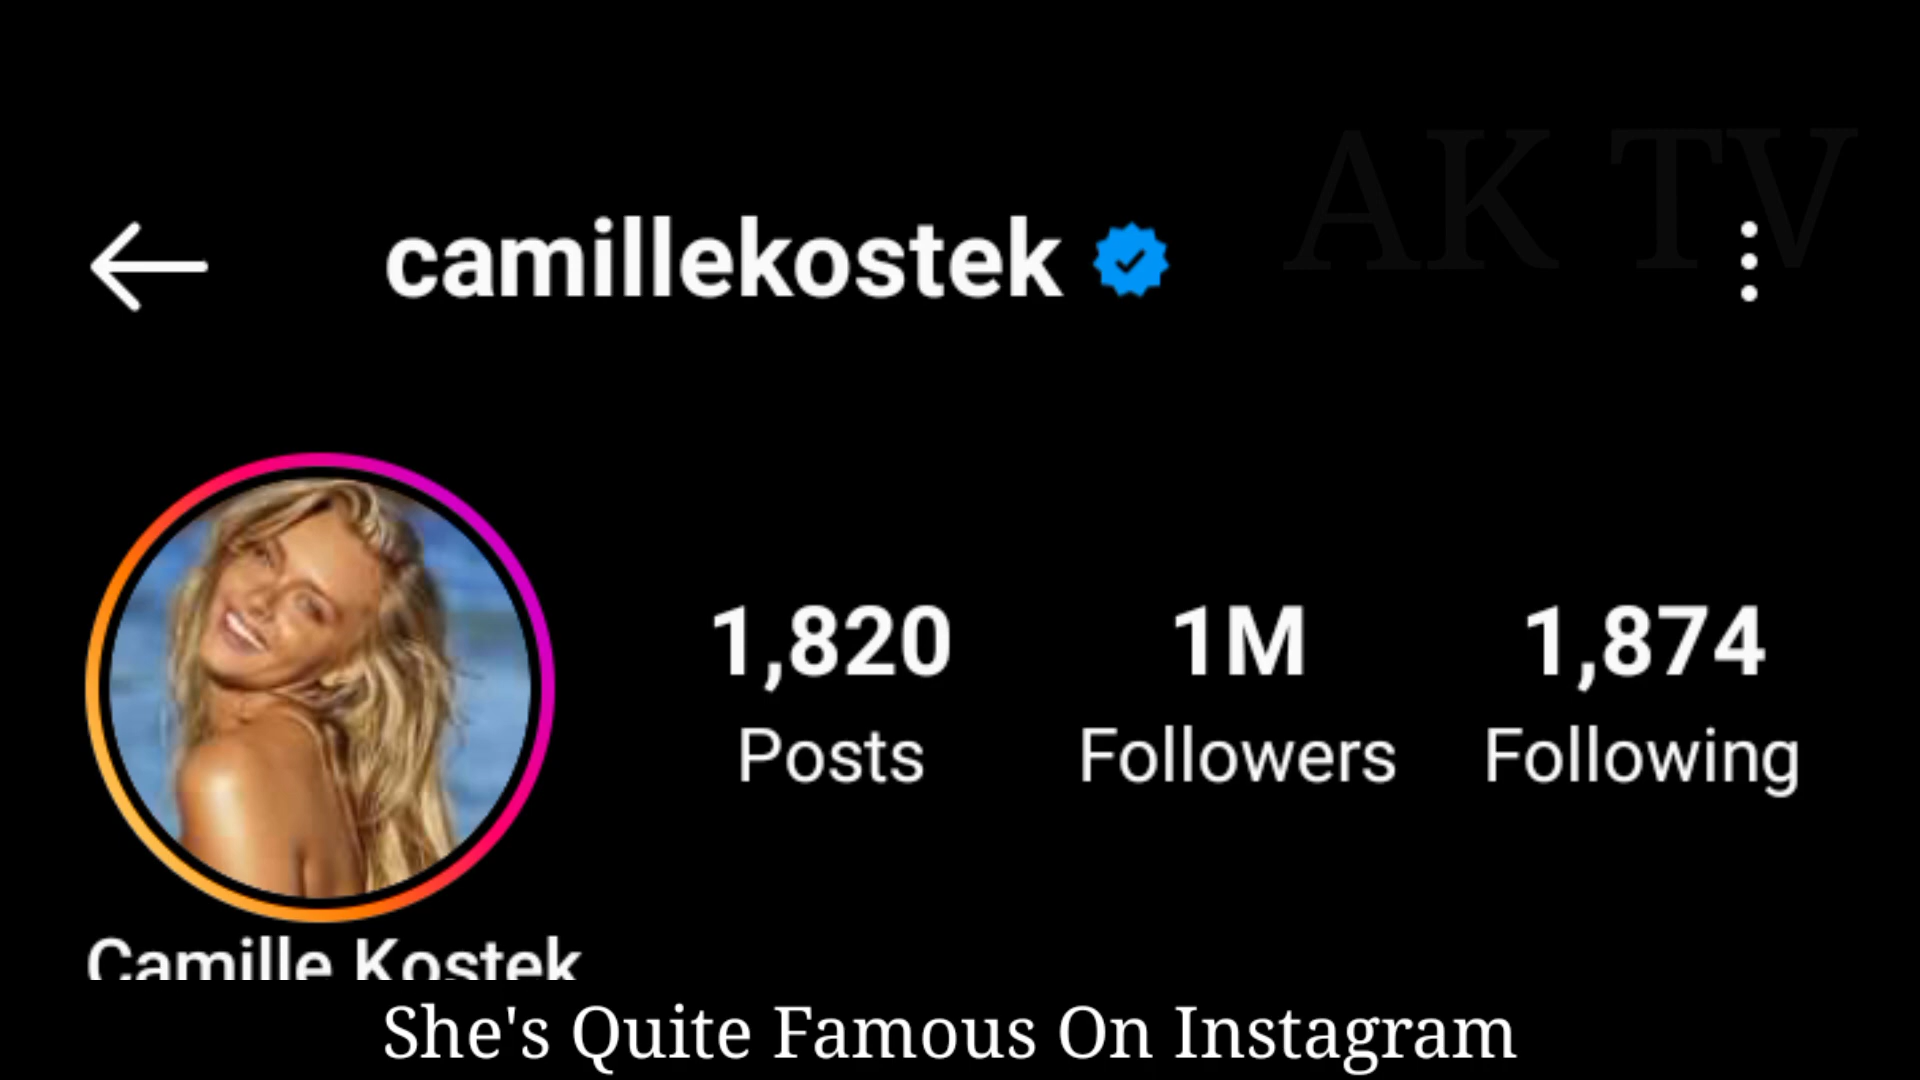 AK TV
camillekostek
1,820 1M 1,874
Posts Followers Following
Camille Kostek
She's Quite Famous On Instagram